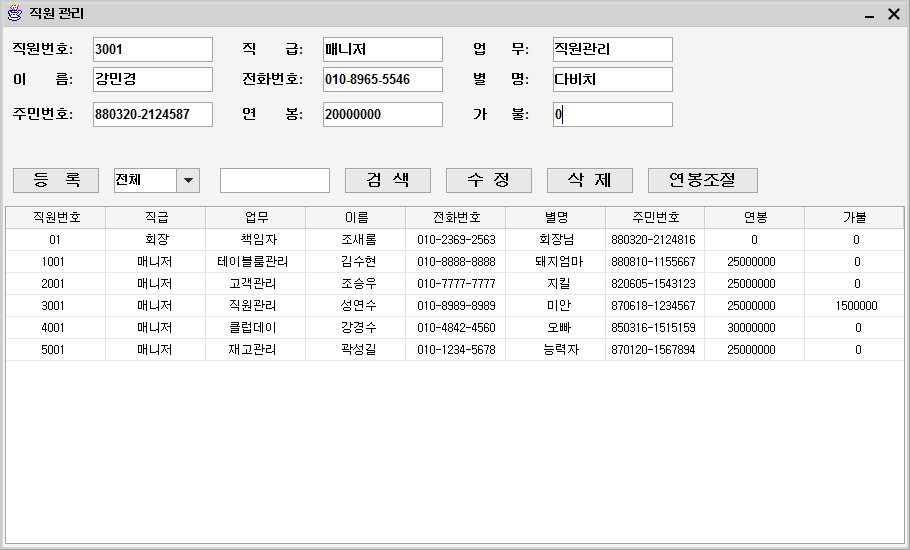 직원 관리
직원번호: 3001 직 급: 매니저 업 무: 직원관리
이 름: 강민경 전화번호: 010-8965-5546 별 명: 다비치
주민번호: 880320-2124587 연 봉: 20000000 가 불: 0
등 록 전체 검 색 수 정 삭 제 연봉조절
직원번호 직급 업무 이름 전화번호 별명 주민번호 연봉 가불
01 회장 책임자 조새롬 010-2369-2563 회장님 880320-2124816 0 0
1001 매니저 테이블룸관리 김수현 010-8888-8888 돼지엄마 880810-1155667 25000000 0
2001 매니저 고객관리 조승우 010-7777-7777 지킬 820605-1543123 25000000 0
3001 매니저 직원관리 성연수 010-8989-8989 미안 870618-1234567 25000000 1500000
4001 매니저 클럽데이 강경수 010-4842-4560 오빠 850316-1515159 30000000 0
5001 매니저 재고관리 곽성길 010-1234-5678 능력자 870120-1567894 25000000 0